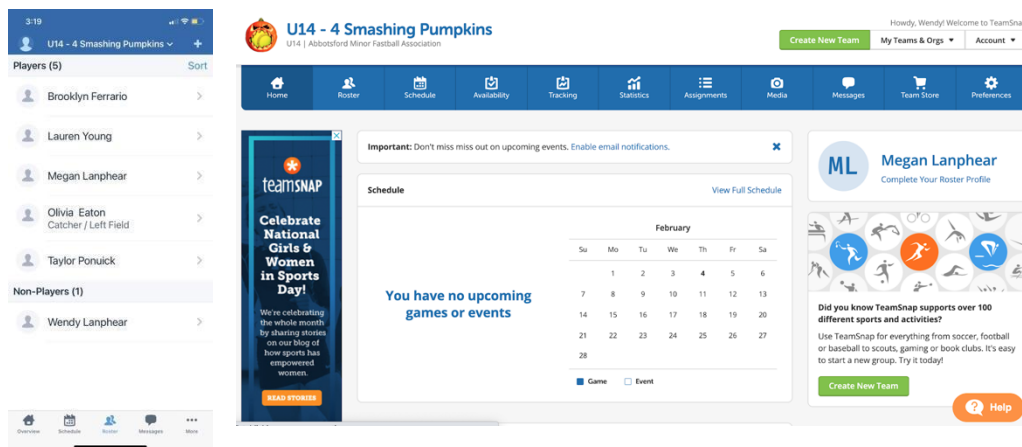 3:19
U14 - 4 Smashing Pumpkins
+
Players (5) Sort
Brooklyn Ferrario
Lauren Young
Megan Lanphear
Olivia Eaton
Catcher / Left Field
Taylor Ponuick
Non-Players (1)
Wendy Lanphear
Overview Schedule Roster Messages More
U14 - 4 Smashing Pumpkins
U14 | Abbotsford Minor Fastball Association
Howdy, Wendy! Welcome to TeamSna
Create New Team My Teams & Orgs Account
Home Roster Schedule Availability Tracking Statistics Assignments Media Messages Team Store Preferences
teamSNAP
Celebrate
National
Girls &
Women
in Sports
Day!
We're celebrating
the whole month
by sharing stories
on our blog of
how sports has
empowered
women.
READ STORIES
Important: Don't miss miss out on upcoming events. Enable email notifications.
Schedule View Full Schedule
You have no upcoming
games or events
February
Su Mo Tu We Th Fr Sa
1 2 3 4 5 6
7 8 9 10 11 12 13
14 15 16 17 18 19 20
21 22 23 24 25 26 27
28
Game Event
ML
Megan Lanphear
Complete Your Roster Profile
Did you know TeamSnap supports over 100
different sports and activities?
Use TeamSnap for everything from soccer, football
or baseball to scouts, gaming or book clubs. It's easy
to start a new group. Try it today!
Create New Team
Help